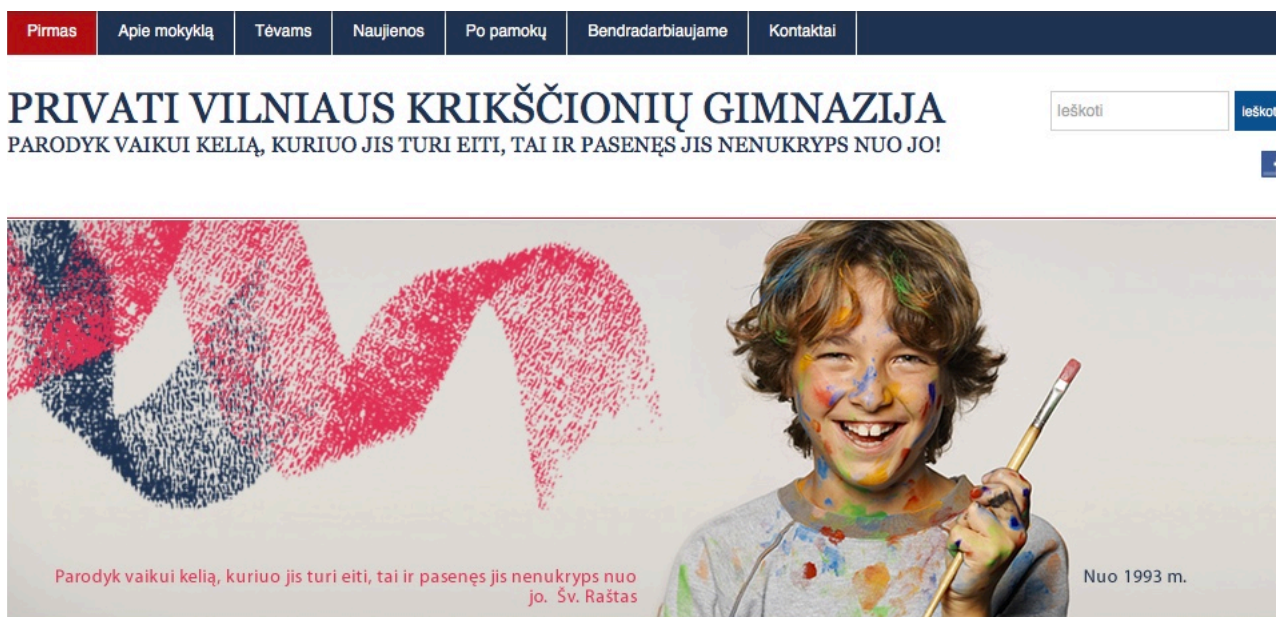 Pirmas Apie mokyklą Tėvams Naujienos Po pamokų Bendradarbiaujame Kontaktai
PRIVATI VILNIAUS KRIKŠČIONIŲ GIMNAZIJA
PARODYK VAIKUI KELIĄ, KURIUO JIS TURI EITI, TAI IR PASENĘS JIS NENUKRYPS NUO JO!
Ieškoti Ieškoti
Parodyk vaikui kelią, kuriuo jis turi eiti, tai ir pasenęs jis nenukryps nuo
jo. Šv. Raštas
Nuo 1993 m.